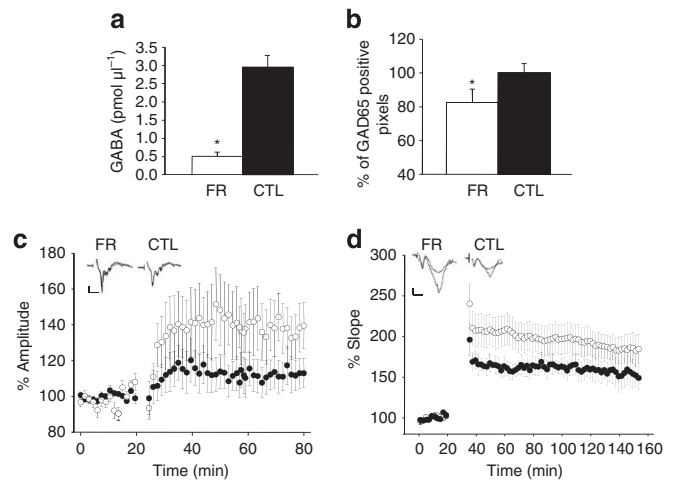 a
GABA (pmol µl⁻¹)
3.5
3.0
2.5
2.0
1.5
1.0
0.5
0.0
*
FR CTL
b
% of GAD65 positive
pixels
120
100
80
60
40
*
FR CTL
c
FR CTL
% Amplitude
180
160
140
120
100
80
0 20 40 60 80
Time (min)
d
FR CTL
% Slope
300
250
200
150
100
0 20 40 60 80 100 120 140 160
Time (min)